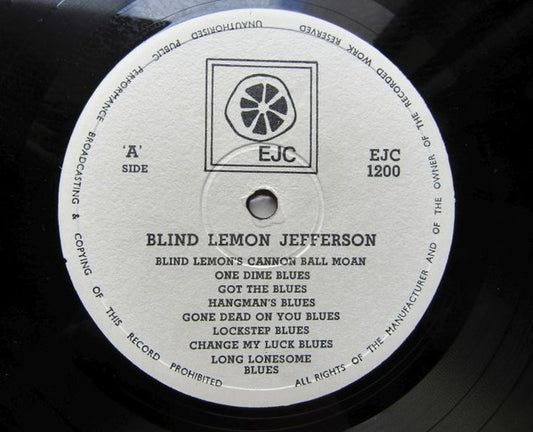 EJC
'A'
SIDE
EJC
1200
BLIND LEMON JEFFERSON
BLIND LEMON'S CANNON BALL MOAN
ONE DIME BLUES
GOT THE BLUES
HANGMAN'S BLUES
GONE DEAD ON YOU BLUES
LOCKSTEP BLUES
CHANGE MY LUCK BLUES
LONG LONESOME
BLUES
ALL RIGHTS OF THE MANUFACTURER AND OF THE OWNER OF THE RECORDED WORK RESERVED
UNAUTHORISED PUBLIC PERFORMANCE BROADCASTING & COPYING OF THIS RECORD PROHIBITED